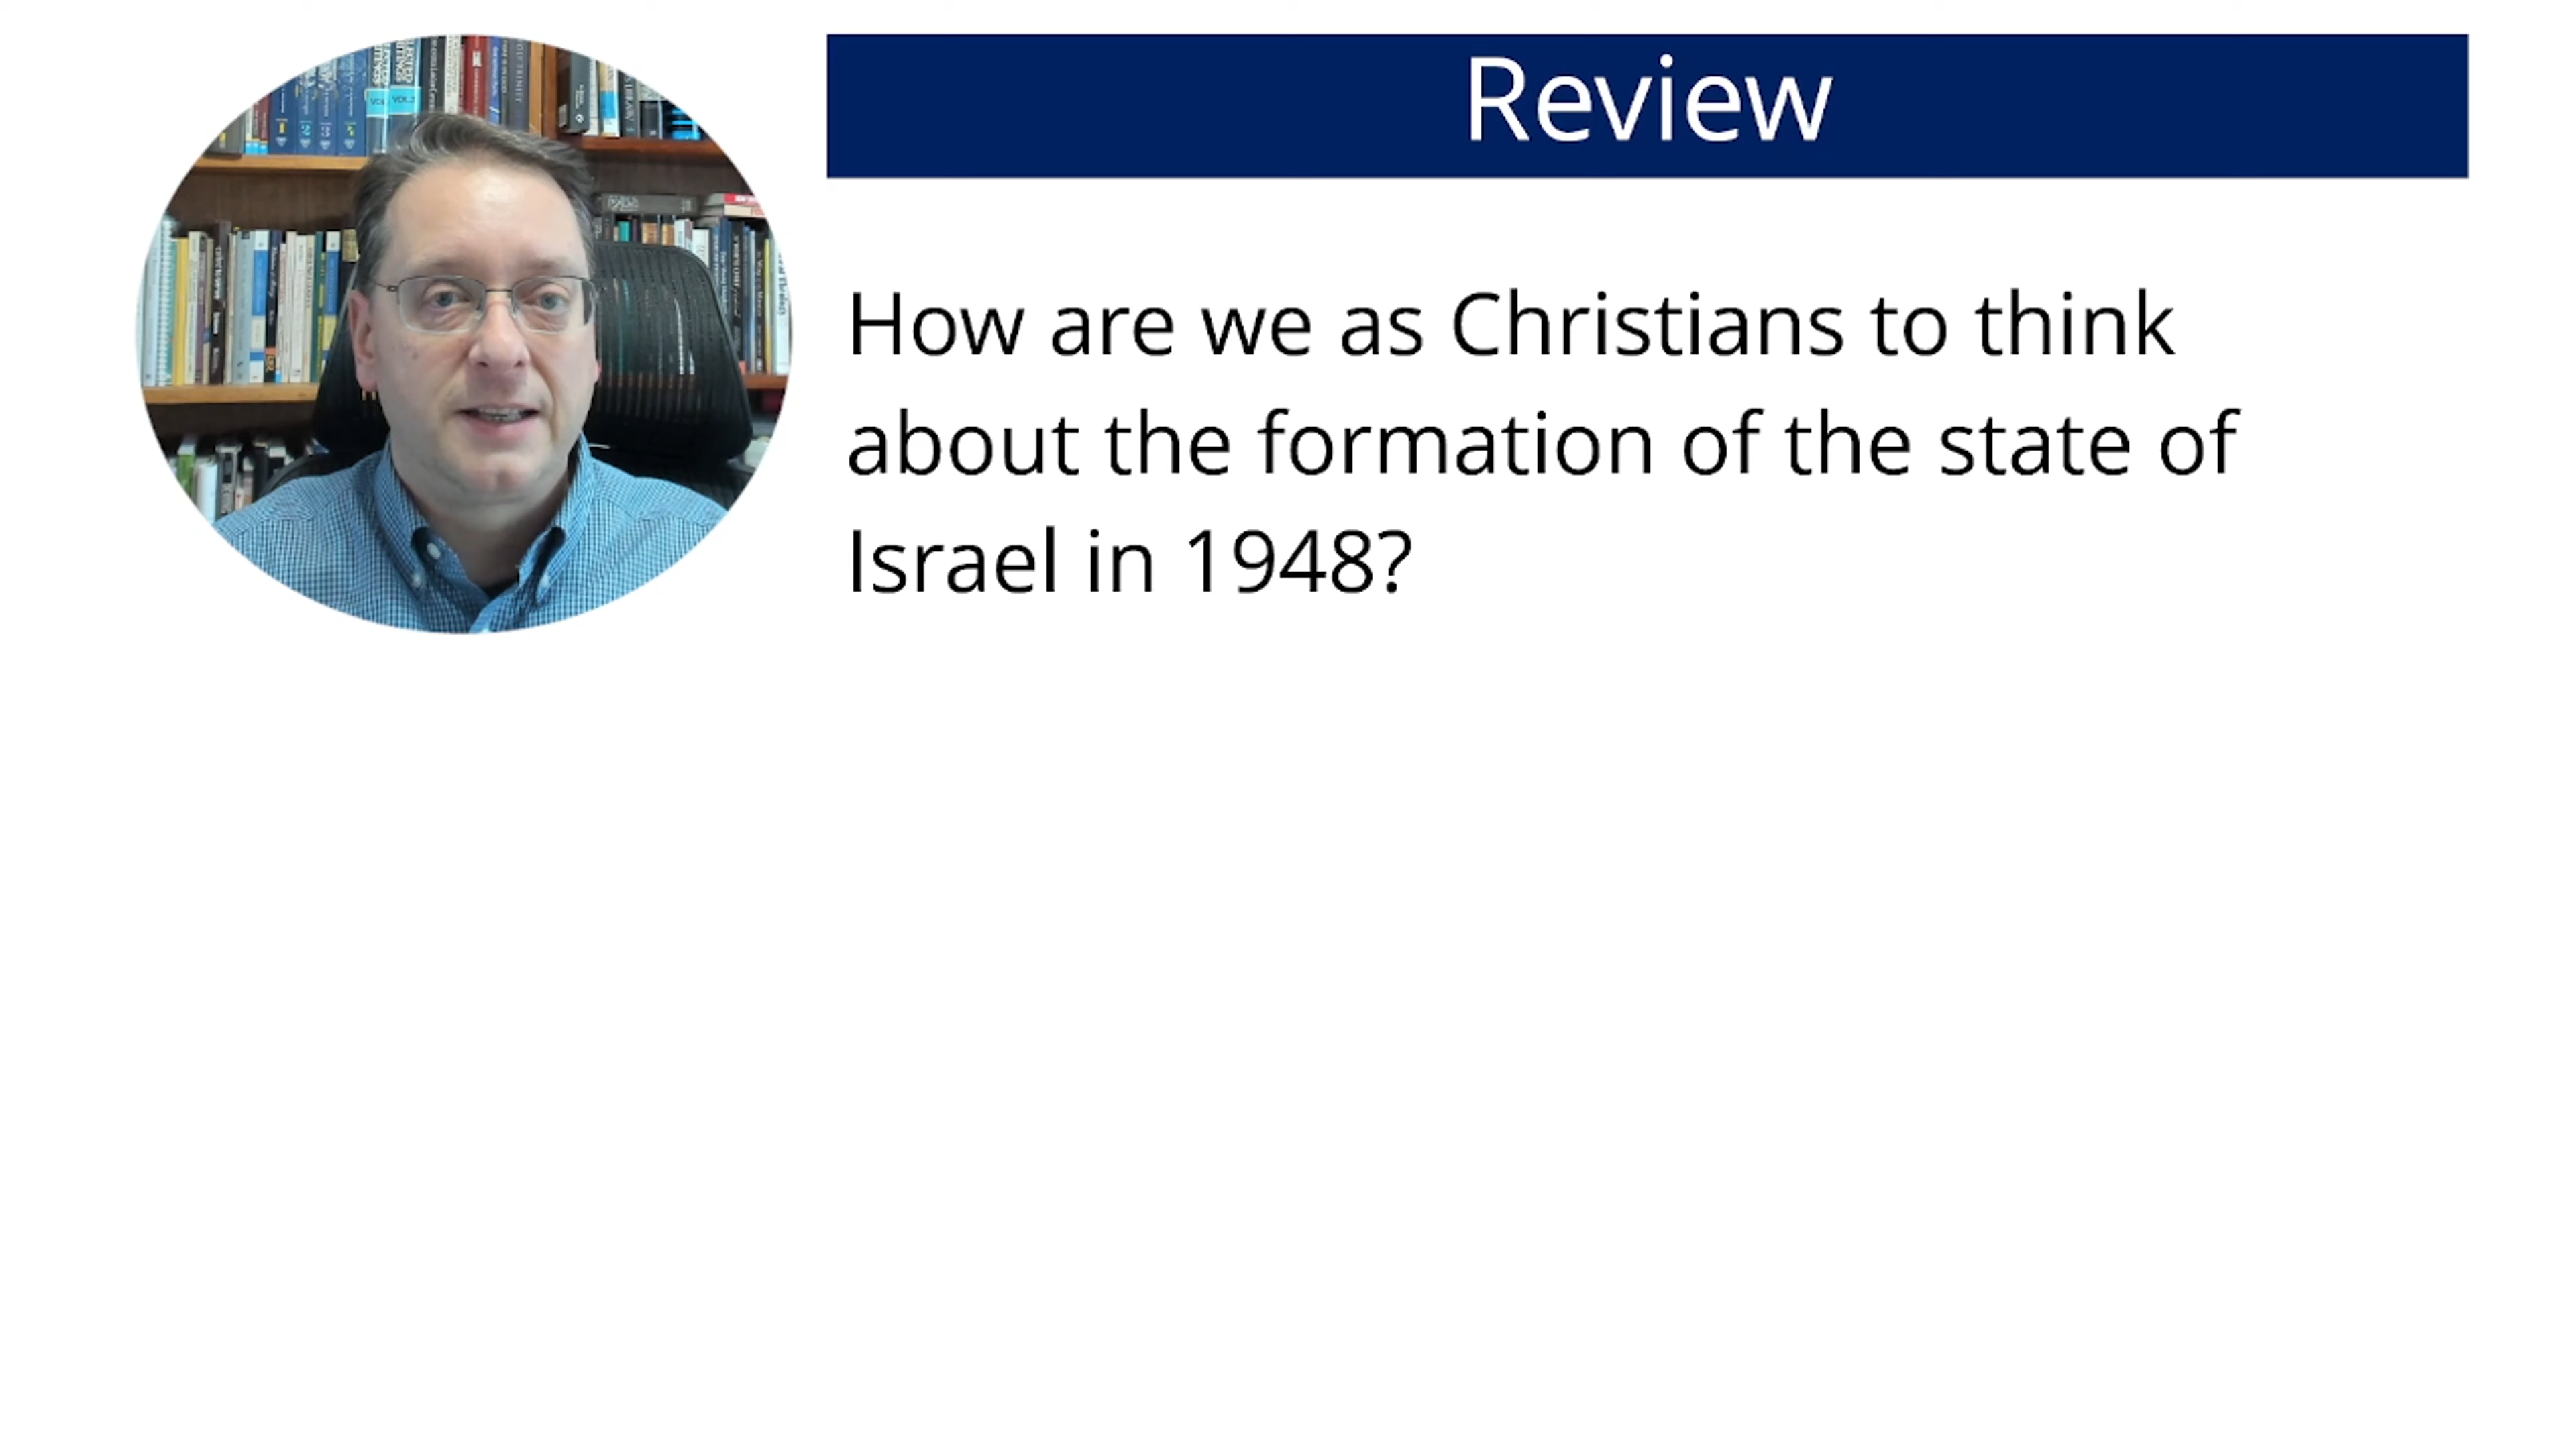 Review
How are we as Christians to think
about the formation of the state of
Israel in 1948?